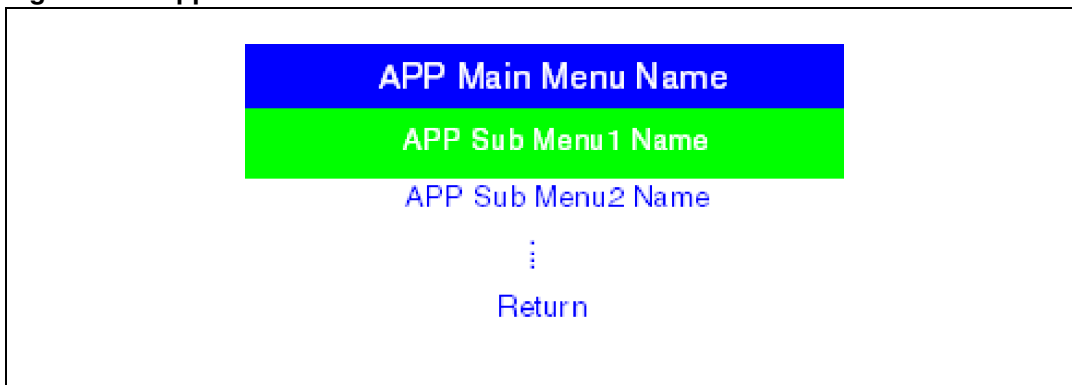 APP Main Menu Name
APP Sub Menu1 Name
APP Sub Menu2 Name
Return